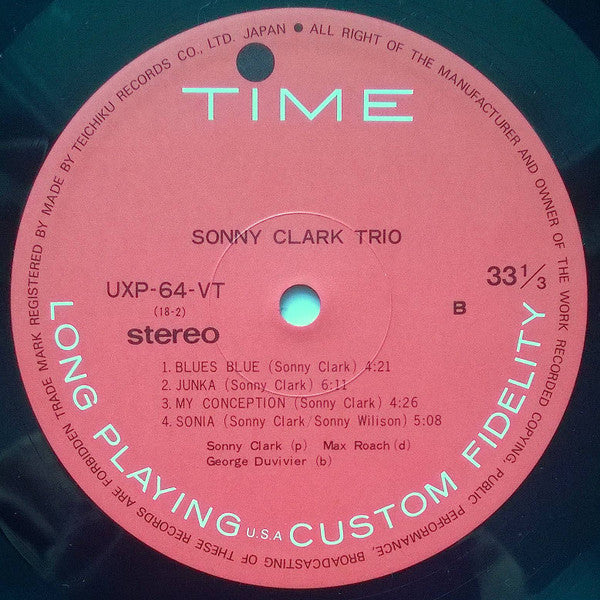 TRADE MARK REGISTERED BY MADE BY TEICHIKU RECORDS CO., LTD. JAPAN • ALL RIGHT OF THE MANUFACTURER AND OWNER OF THE WORK RECORDED COPYING, PUBLIC PERFORMANCE, BROADCASTING OF THESE RECORDS ARE FORBIDDEN
TIME
SONNY CLARK TRIO
UXP-64-VT
(18-2)
stereo
33 1/3
B
1. BLUES BLUE (Sonny Clark) 4:21
2. JUNKA (Sonny Clark) 6:11
3. MY CONCEPTION (Sonny Clark) 4:26
4. SONIA (Sonny Clark/Sonny Wilison) 5:08
Sonny Clark (p) Max Roach (d)
George Duvivier (b)
LONG PLAYING U.S.A CUSTOM FIDELITY